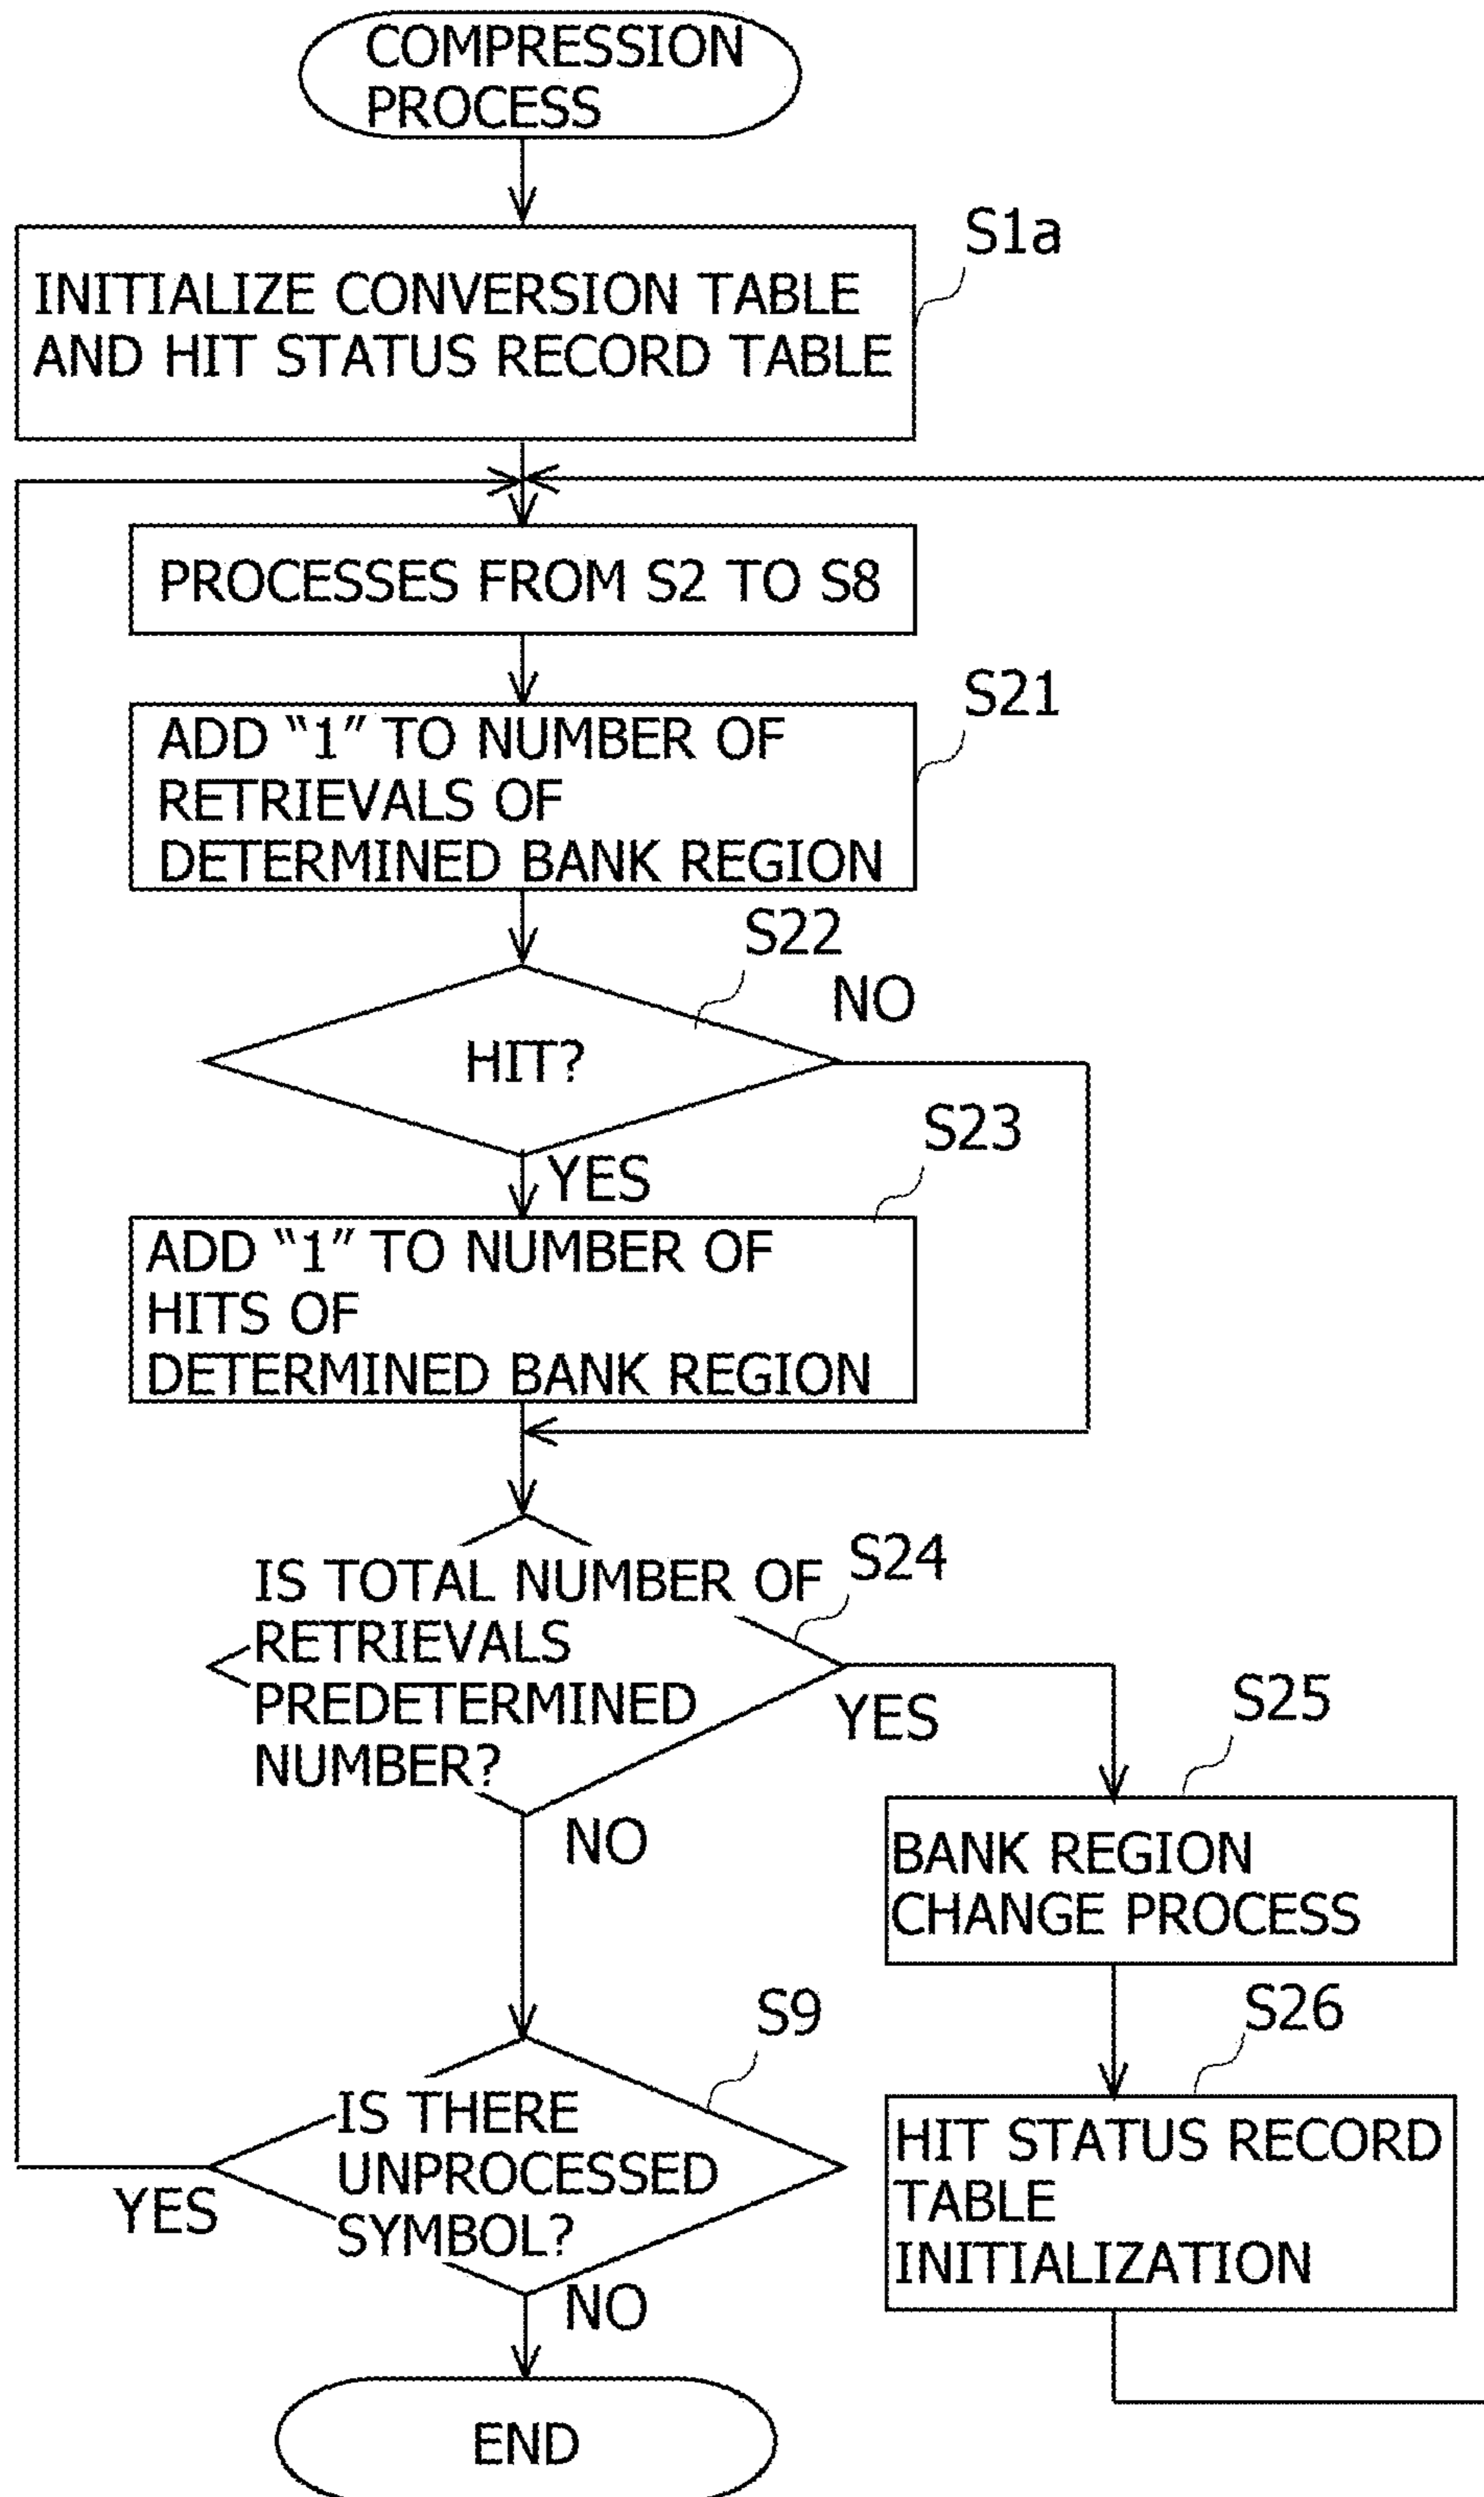 COMPRESSION
PROCESS
S1a
INITIALIZE CONVERSION TABLE
AND HIT STATUS RECORD TABLE
PROCESSES FROM S2 TO S8
S21
ADD “1” TO NUMBER OF
RETRIEVALS OF
DETERMINED BANK REGION
S22
NO
HIT?
S23
YES
ADD “1” TO NUMBER OF
HITS OF
DETERMINED BANK REGION
S24
IS TOTAL NUMBER OF
RETRIEVALS
PREDETERMINED
NUMBER?
YES
NO
S25
BANK REGION
CHANGE PROCESS
S9
S26
IS THERE
UNPROCESSED
SYMBOL?
YES
NO
HIT STATUS RECORD
TABLE
INITIALIZATION
END